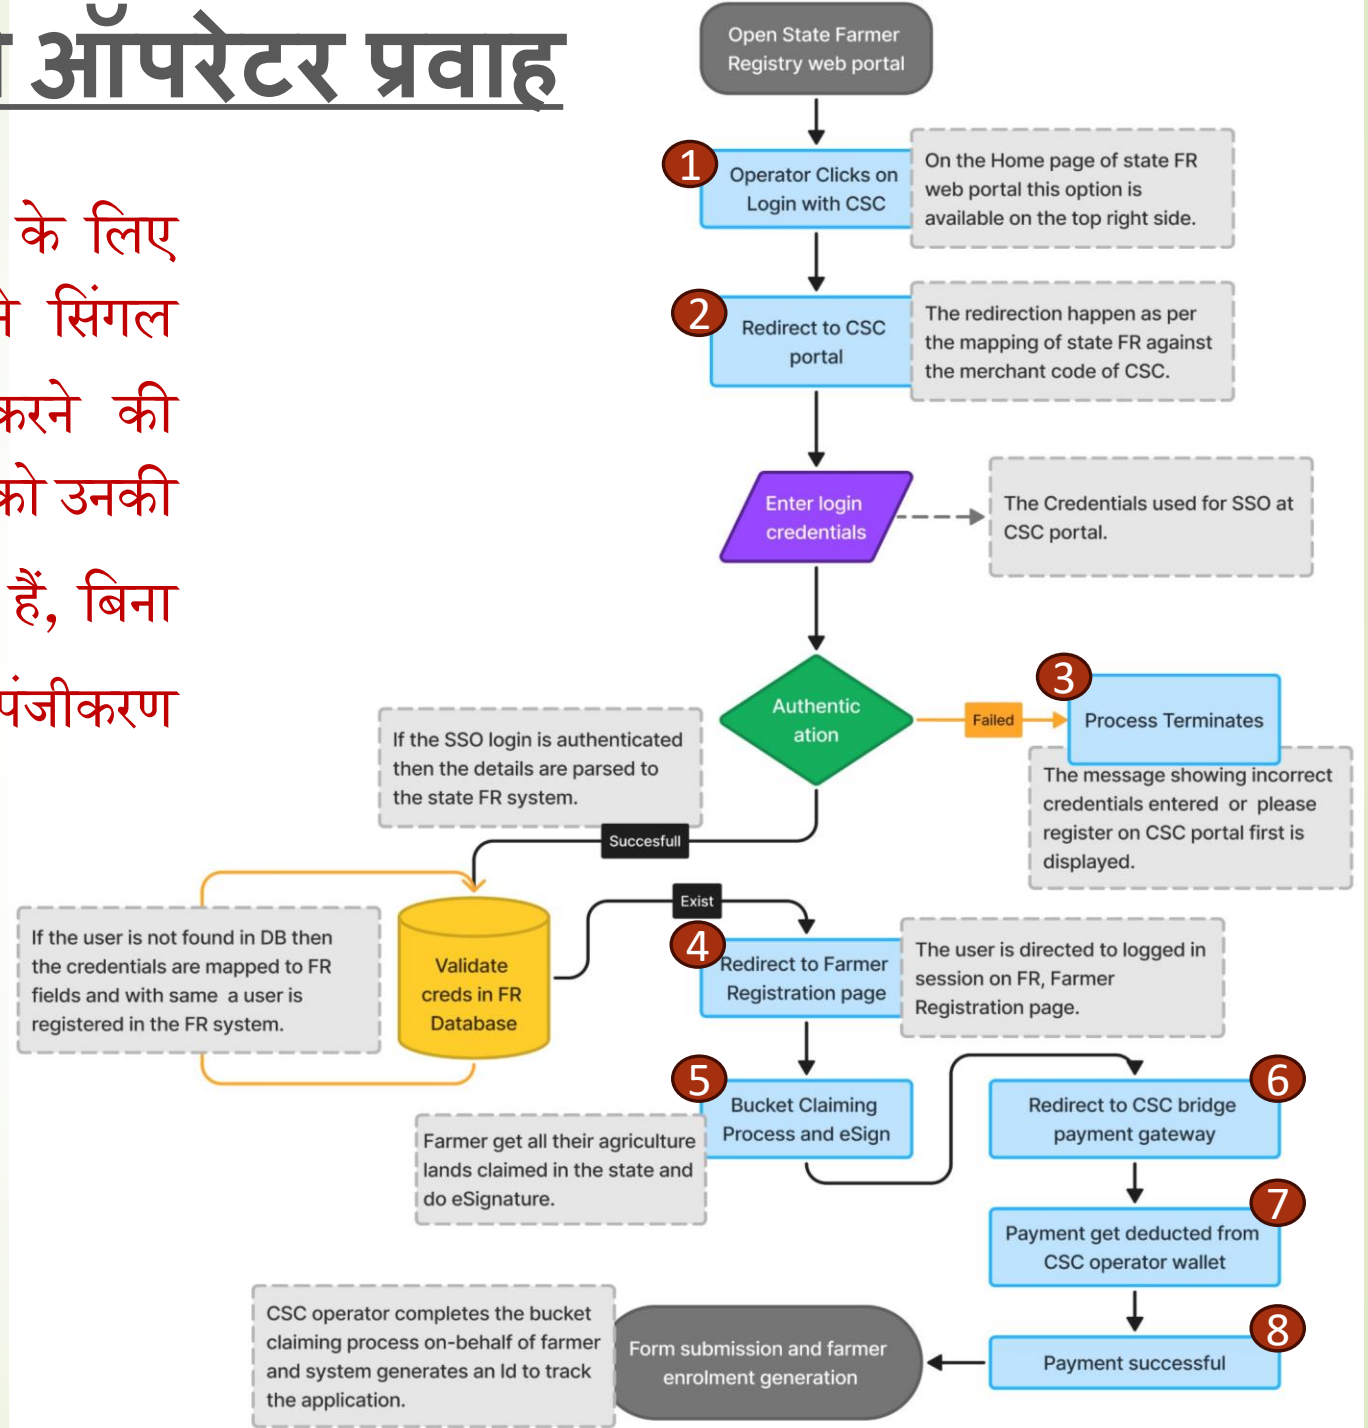 ऑपरेटर प्रवाह
के लिए
सिंगल
करने की
को उनकी
हैं, बिना
पंजीकरण
Open State Farmer
Registry web portal
1
Operator Clicks on
Login with CSC
On the Home page of state FR
web portal this option is
available on the top right side.
2
Redirect to CSC
portal
The redirection happen as per
the mapping of state FR against
the merchant code of CSC.
Enter login
credentials
The Credentials used for SSO at
CSC portal.
Authentic
ation
Failed
3
Process Terminates
The message showing incorrect
credentials entered or please
register on CSC portal first is
displayed.
If the SSO login is authenticated
then the details are parsed to
the state FR system.
Succesfull
If the user is not found in DB then
the credentials are mapped to FR
fields and with same a user is
registered in the FR system.
Validate
creds in FR
Database
Exist
4
Redirect to Farmer
Registration page
The user is directed to logged in
session on FR, Farmer
Registration page.
5
Bucket Claiming
Process and eSign
Farmer get all their agriculture
lands claimed in the state and
do eSignature.
6
Redirect to CSC bridge
payment gateway
7
Payment get deducted from
CSC operator wallet
8
Payment successful
Form submission and farmer
enrolment generation
CSC operator completes the bucket
claiming process on-behalf of farmer
and system generates an Id to track
the application.